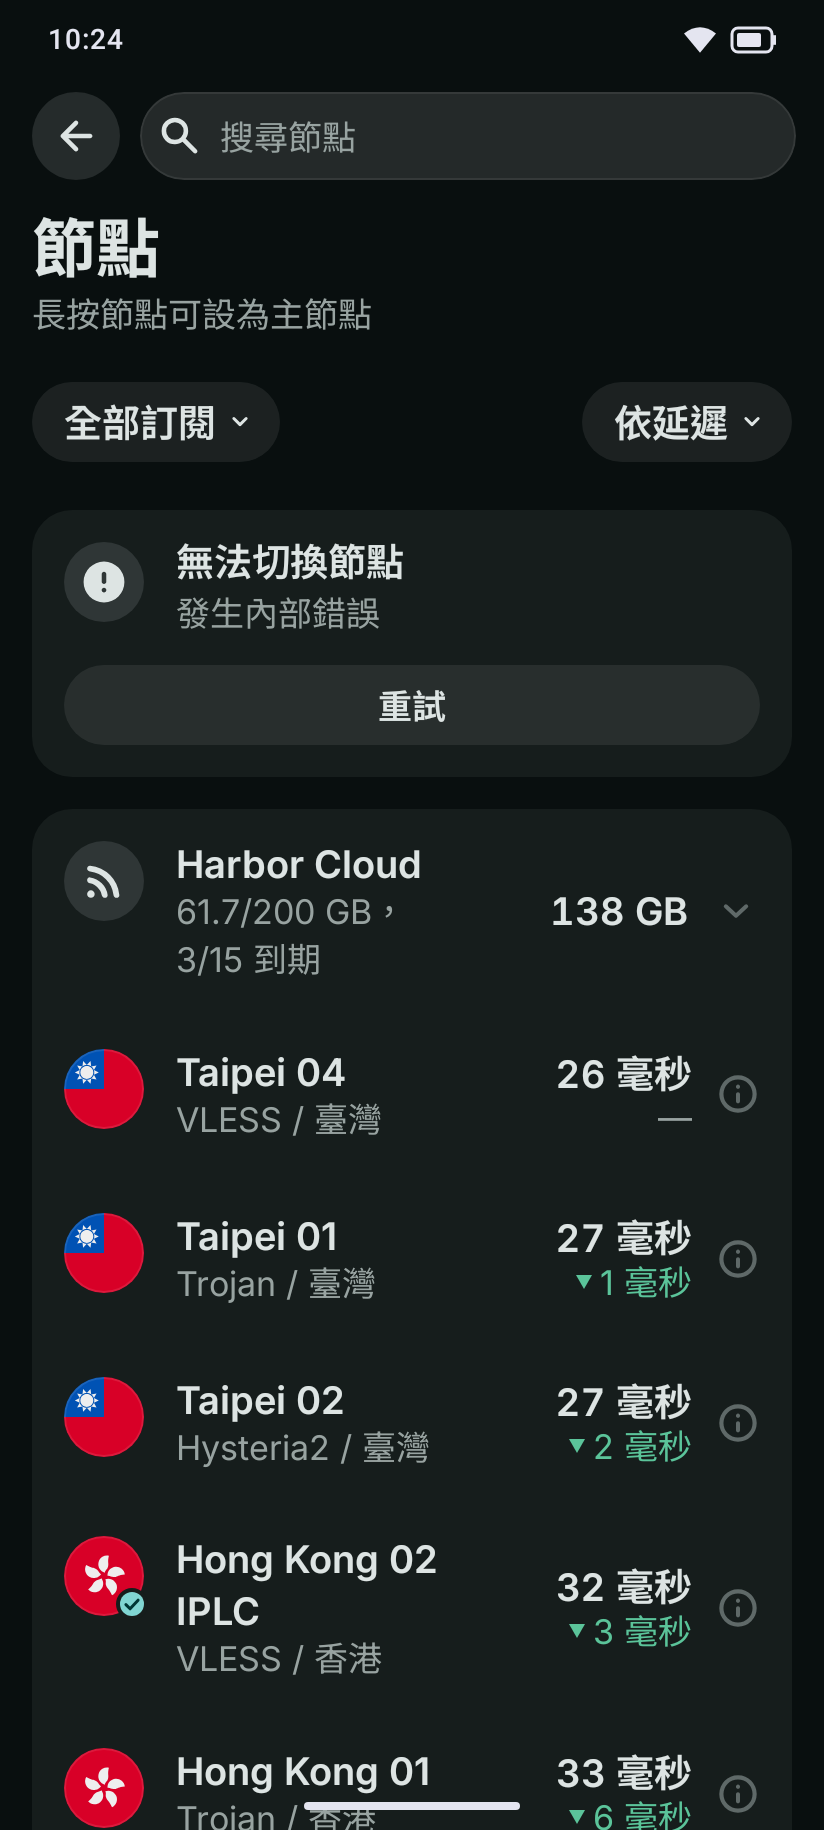 10:24
搜尋節點
節點
長按節點可設為主節點
全部訂閱
依延遲
無法切換節點
發生內部錯誤
重試
Harbor Cloud
61.7/200 GB，
3/15 到期
138 GB
Taipei 04
VLESS / 臺灣
26 毫秒
—
Taipei 01
Trojan / 臺灣
27 毫秒
▼1 毫秒
Taipei 02
Hysteria2 / 臺灣
27 毫秒
▼2 毫秒
Hong Kong 02
IPLC
VLESS / 香港
32 毫秒
▼3 毫秒
Hong Kong 01
Trojan / 香港
33 毫秒
▼6 毫秒